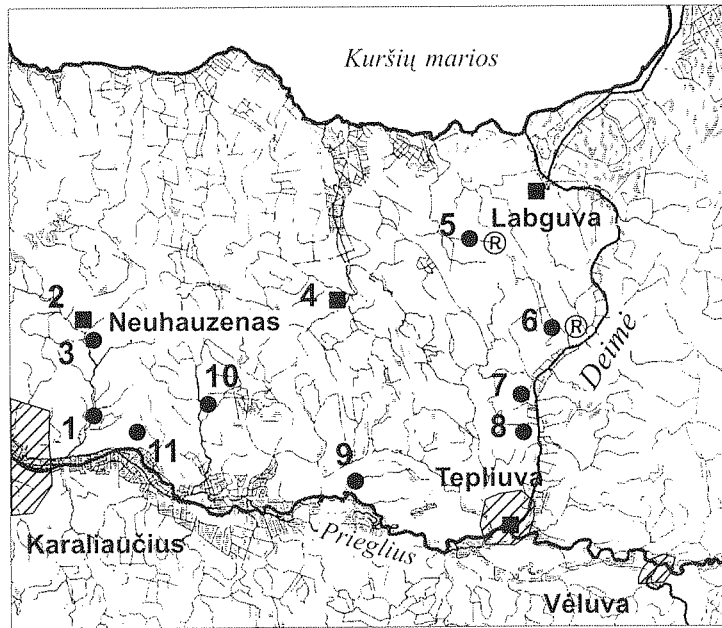 Kuršių marios
Labguva
5
R
4
2
Neuhauzenas
3
6
R
Deimė
10
7
1
11
8
9
Tepliuva
Karaliaučius
Prieglius
Vėluva